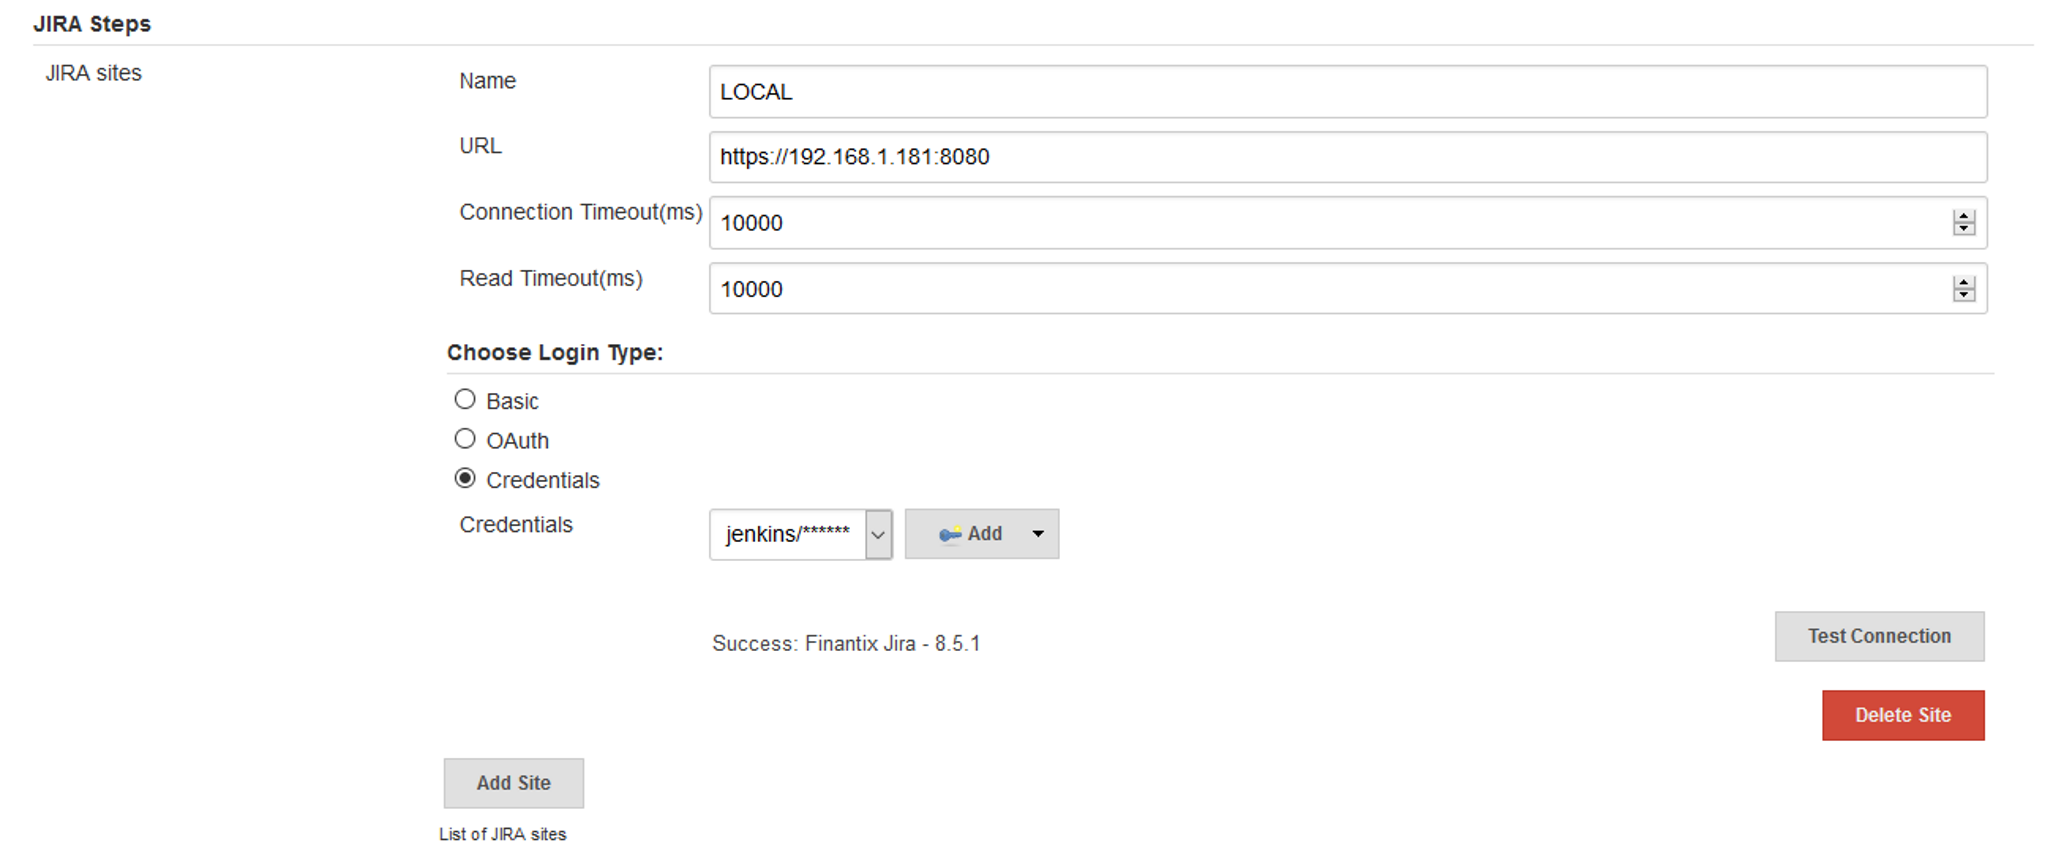 JIRA Steps
JIRA sites
Name
LOCAL
URL
https://192.168.1.181:8080
Connection Timeout(ms)
10000
Read Timeout(ms)
10000
Choose Login Type:
Basic
OAuth
Credentials
Credentials
jenkins/******
Add
Success: Finantix Jira - 8.5.1
Test Connection
Delete Site
Add Site
List of JIRA sites